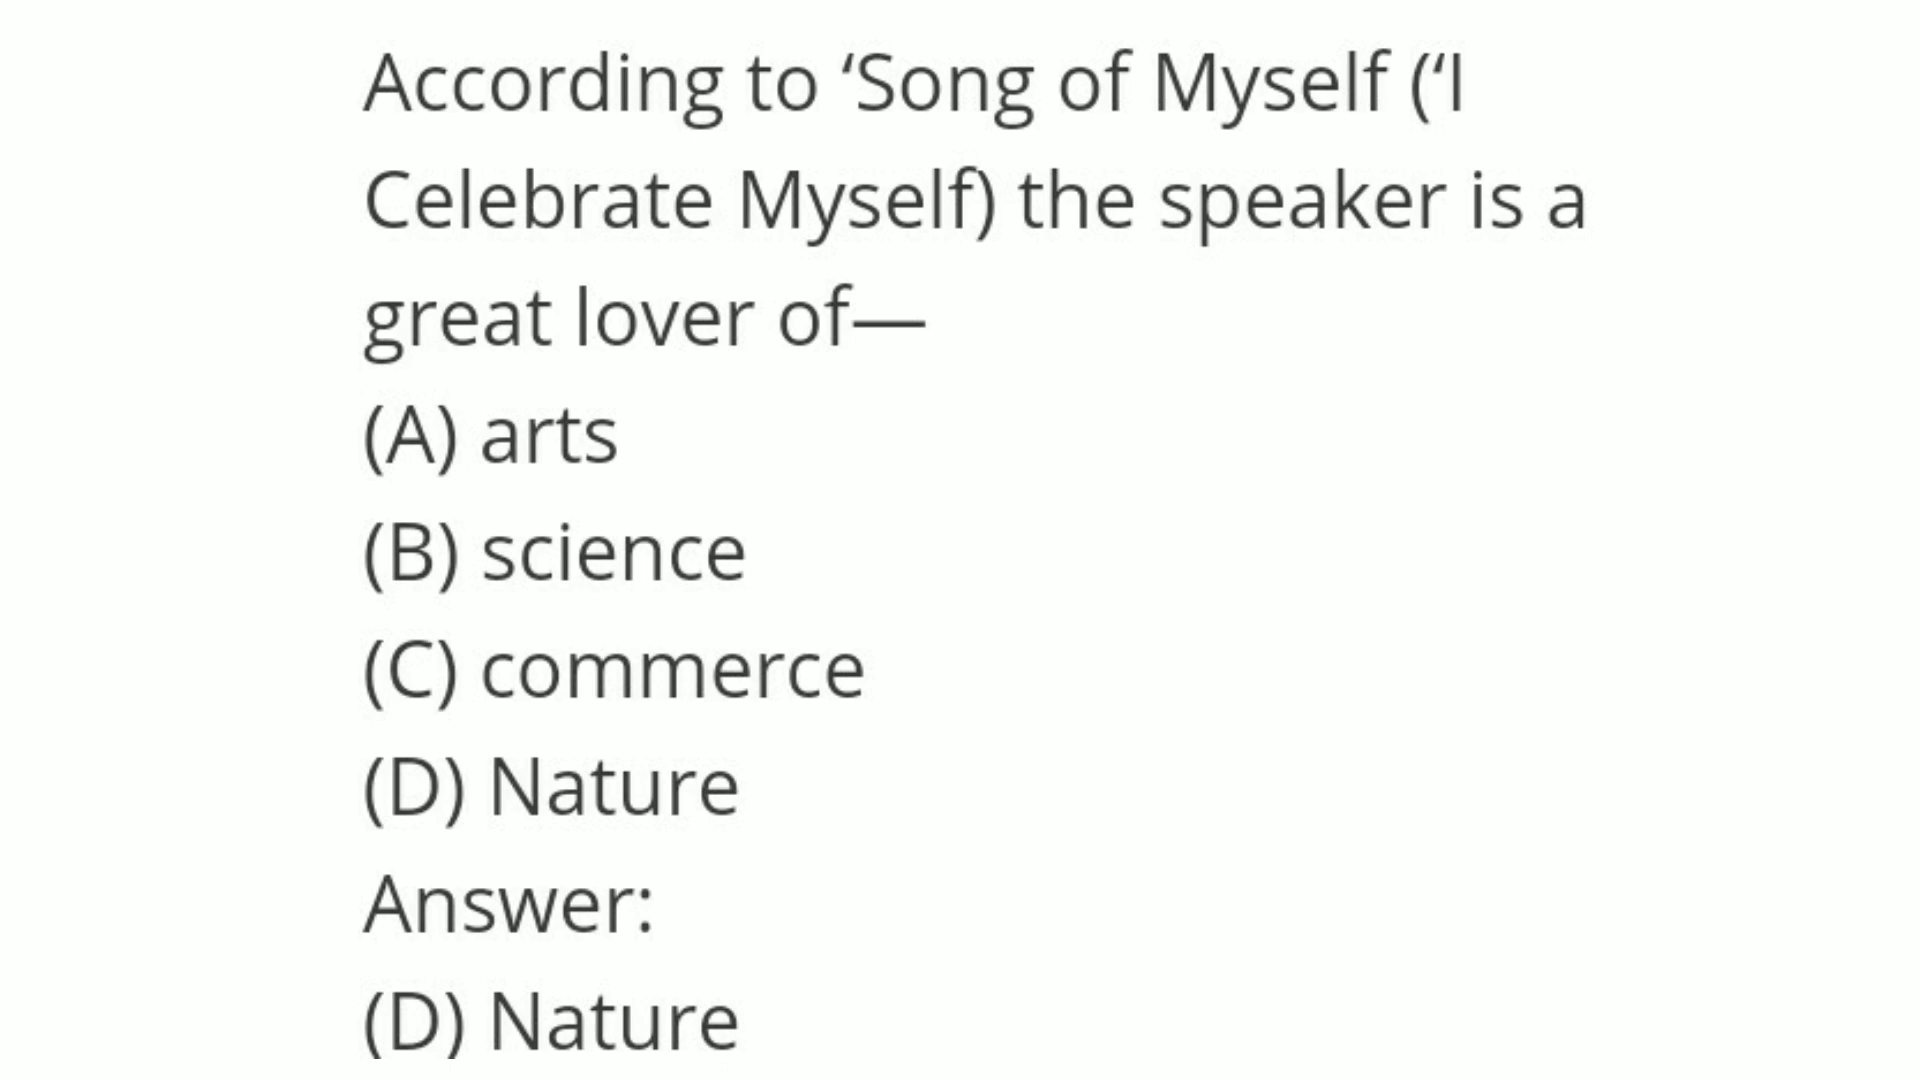 According to ‘Song of Myself (‘I
Celebrate Myself) the speaker is a
great lover of—
(A) arts
(B) science
(C) commerce
(D) Nature
Answer:
(D) Nature